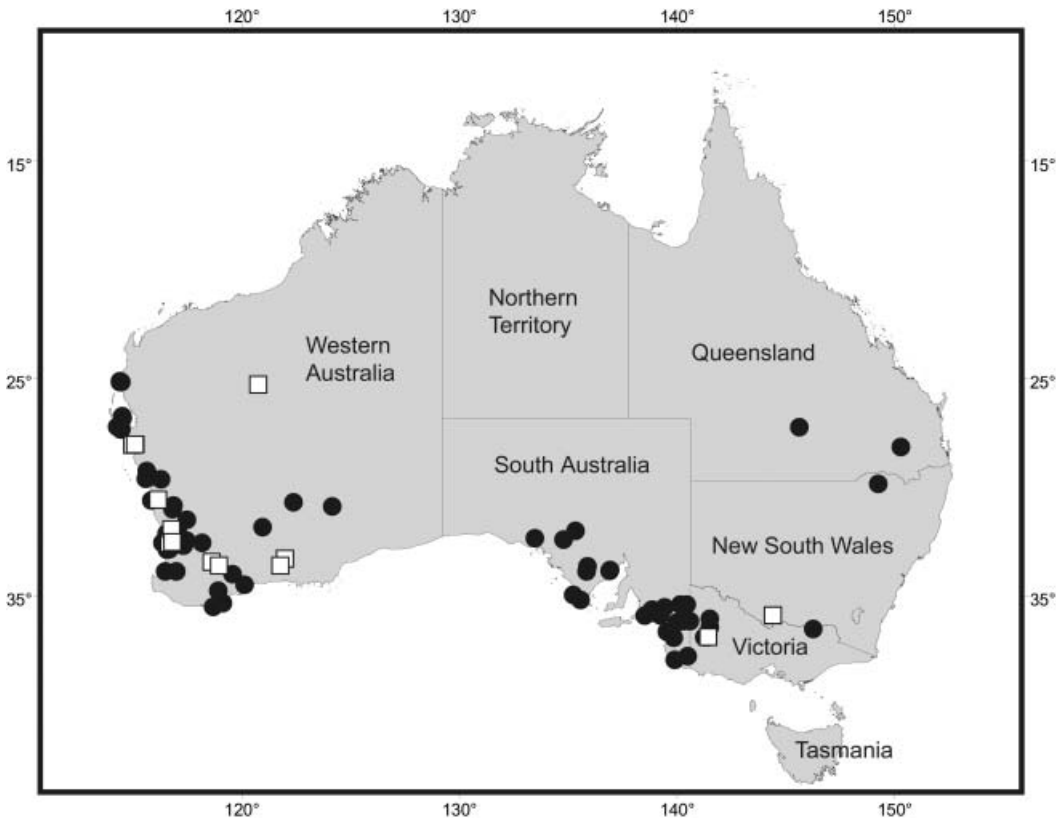 120° 130° 140° 150°
15° 15°
Northern
Territory
Western
Australia
Queensland
25° 25°
South Australia
New South Wales
35° 35°
Victoria
Tasmania
120° 130° 140° 150°